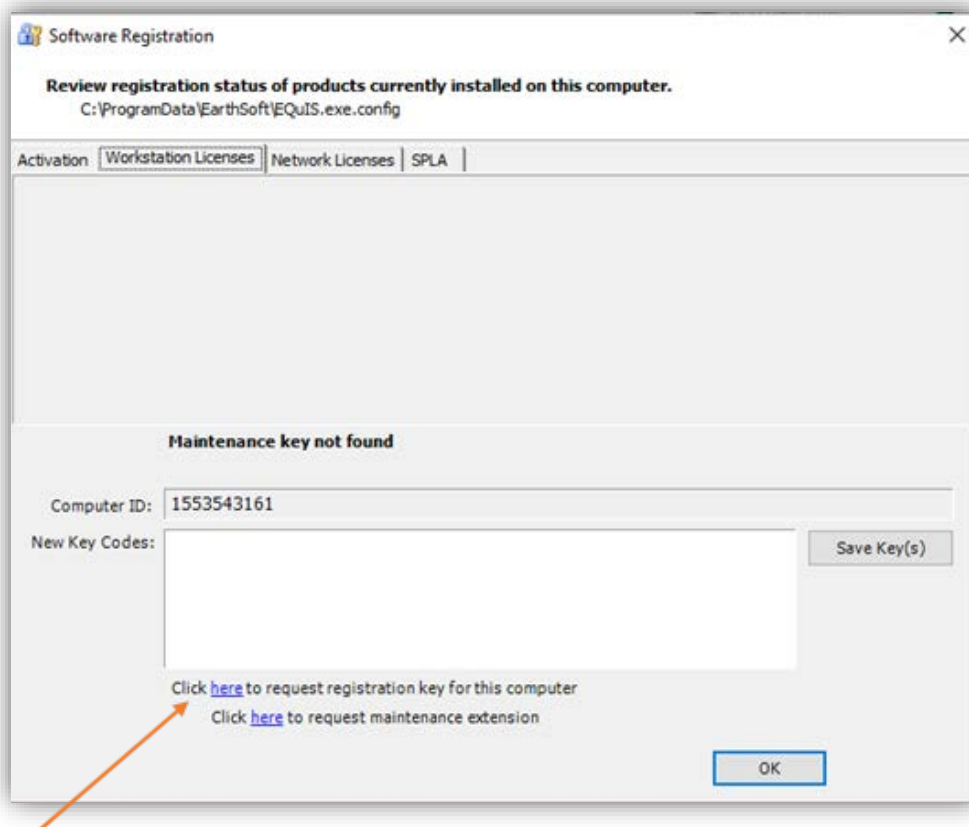 Software Registration
Review registration status of products currently installed on this computer.
C:\ProgramData\EarthSoft\EQuIS.exe.config
Activation Workstation Licenses Network Licenses SPLA
Maintenance key not found
Computer ID: 1553543161
New Key Codes:
Save Key(s)
Click here to request registration key for this computer
Click here to request maintenance extension
OK